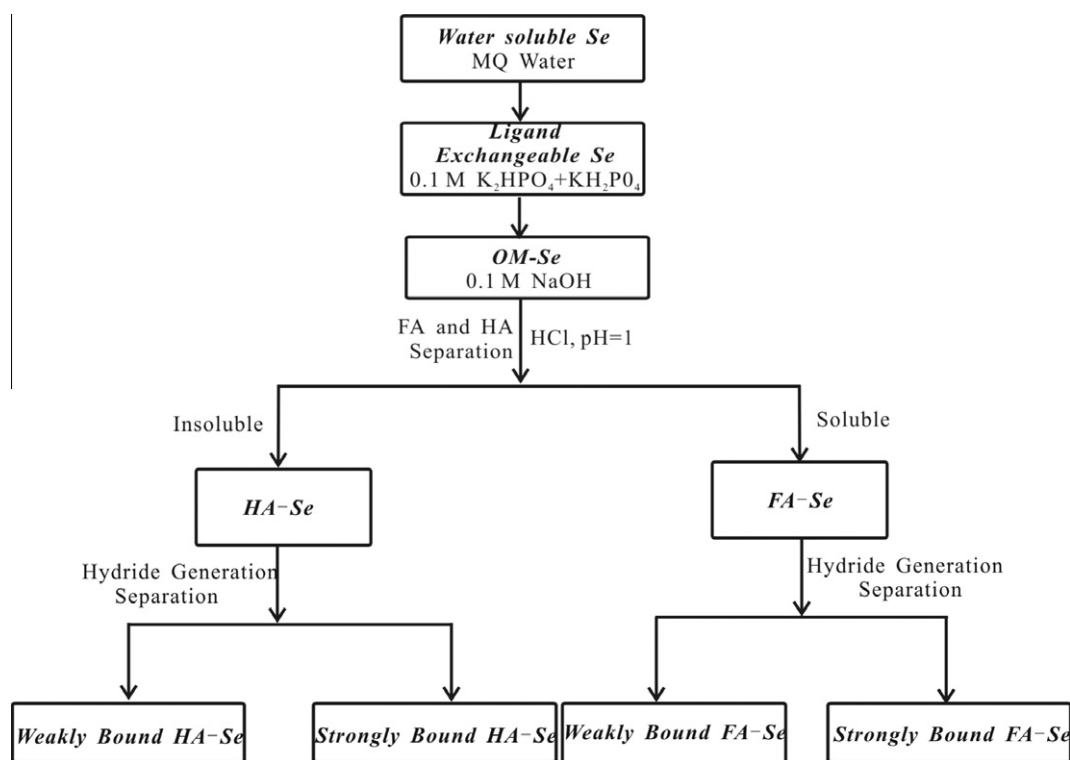 Water soluble Se
MQ Water
Ligand
Exchangeable Se
0.1 M K₂HPO₄+KH₂P0₄
OM-Se
0.1 M NaOH
FA and HA
Separation
HCl, pH=1
Insoluble
Soluble
HA-Se
FA-Se
Hydride Generation
Separation
Hydride Generation
Separation
Weakly Bound HA-Se
Strongly Bound HA-Se
Weakly Bound FA-Se
Strongly Bound FA-Se